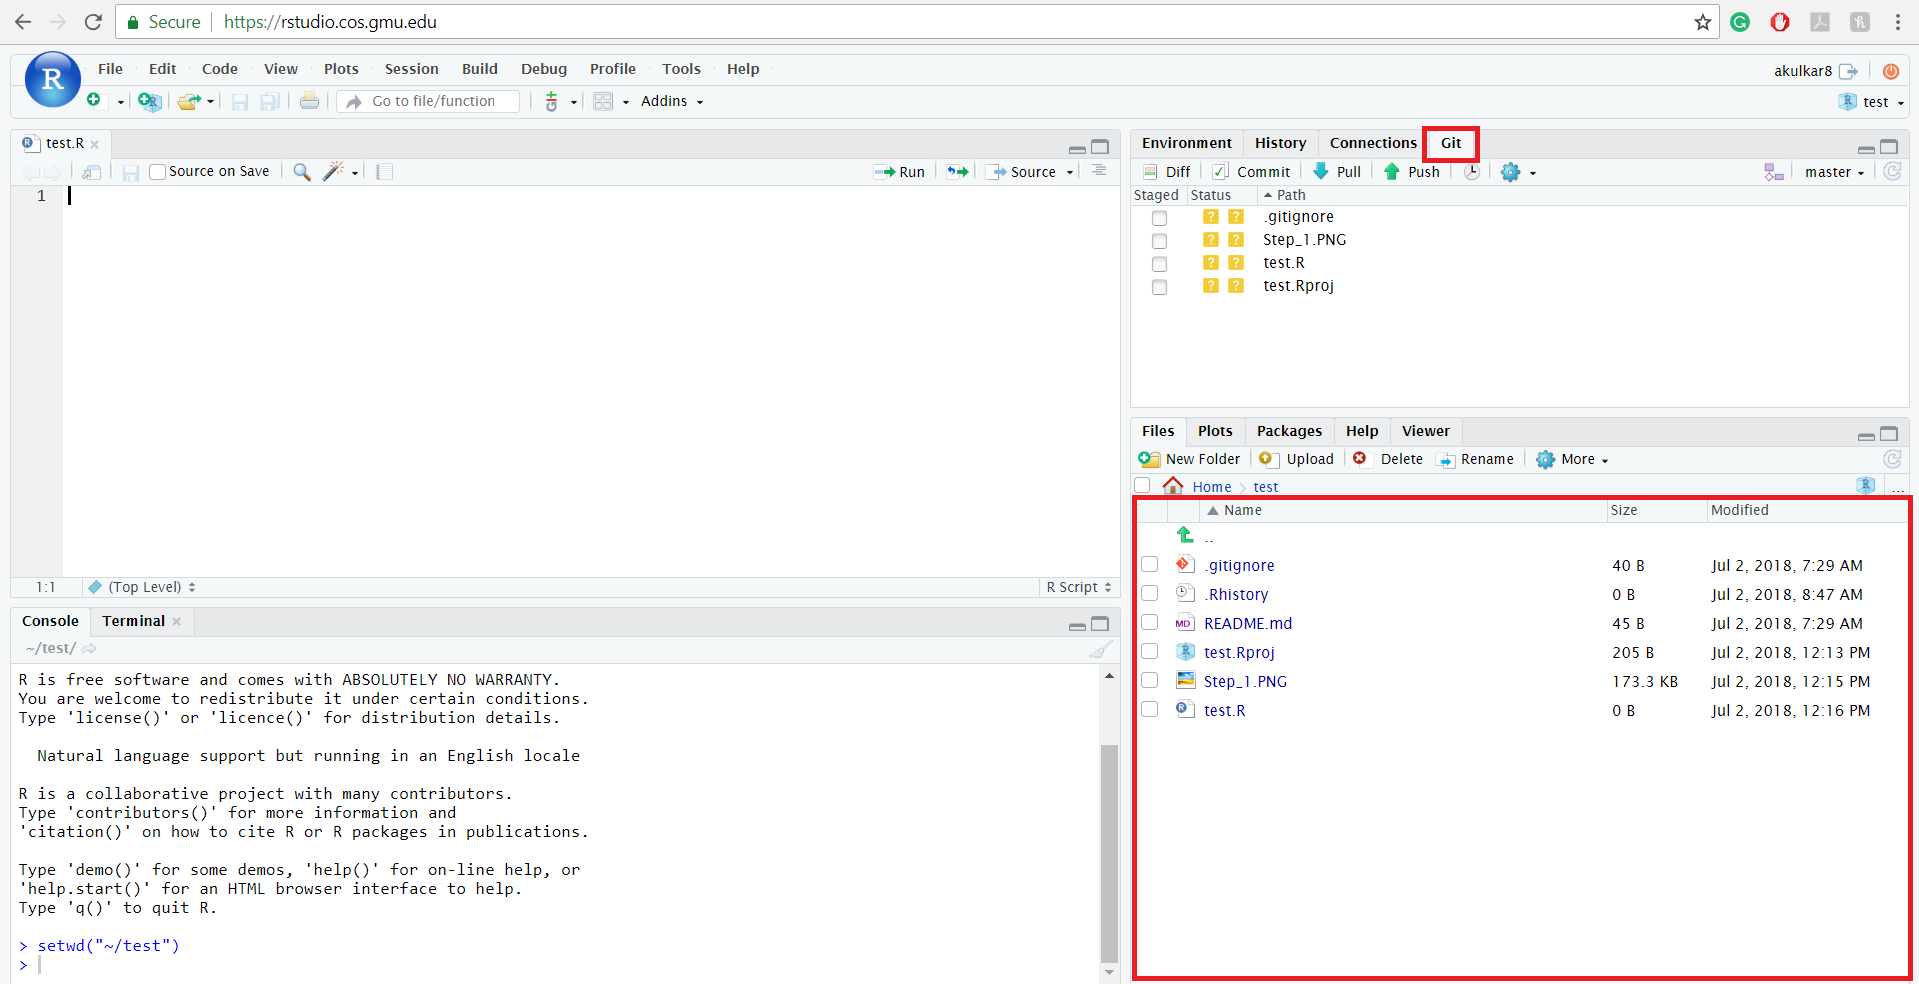 Secure https://rstudio.cos.gmu.edu
R File Edit Code View Plots Session Build Debug Profile Tools Help
akulkar8
Go to file/function Addins
test
test.R
Source on Save Run Source
1
1:1 (Top Level) R Script
Console Terminal
~/test/
R is free software and comes with ABSOLUTELY NO WARRANTY.
You are welcome to redistribute it under certain conditions.
Type 'license()' or 'licence()' for distribution details.
Natural language support but running in an English locale
R is a collaborative project with many contributors.
Type 'contributors()' for more information and
'citation()' on how to cite R or R packages in publications.
Type 'demo()' for some demos, 'help()' for on-line help, or
'help.start()' for an HTML browser interface to help.
Type 'q()' to quit R.
> setwd("~/test")
>
Environment History Connections Git
Diff Commit Pull Push master
Staged Status Path
? ? .gitignore
? ? Step_1.PNG
? ? test.R
? ? test.Rproj
Files Plots Packages Help Viewer
New Folder Upload Delete Rename More
Home test R ...
Name Size Modified
..
.gitignore 40 B Jul 2, 2018, 7:29 AM
.Rhistory 0 B Jul 2, 2018, 8:47 AM
MD README.md 45 B Jul 2, 2018, 7:29 AM
test.Rproj 205 B Jul 2, 2018, 12:13 PM
Step_1.PNG 173.3 KB Jul 2, 2018, 12:15 PM
test.R 0 B Jul 2, 2018, 12:16 PM